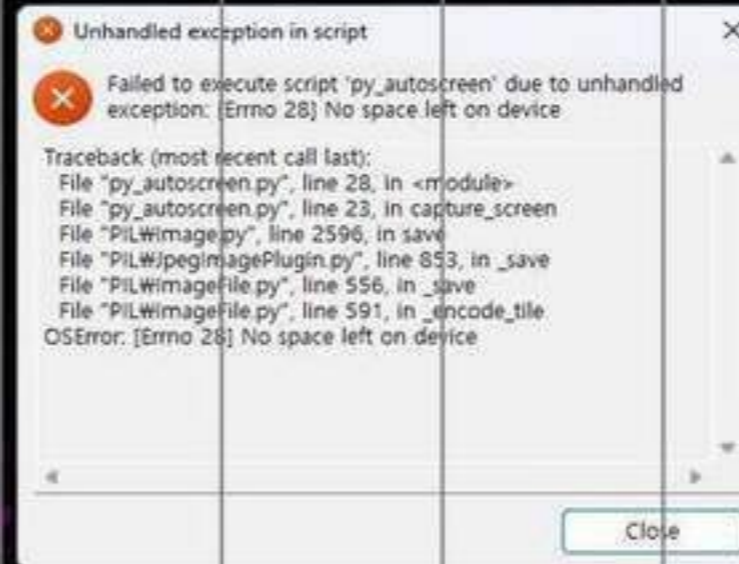 Unhandled exception in script
Failed to execute script 'py_autoscreen' due to unhandled
exception: [Errno 28] No space left on device
Traceback (most recent call last):
File "py_autoscreen.py", line 28, in <module>
File "py_autoscreen.py", line 23, in capture_screen
File "PIL₩Image.py", line 2596, in save
File "PIL₩JpegImagePlugin.py", line 853, in _save
File "PIL₩ImageFile.py", line 556, in _save
File "PIL₩ImageFile.py", line 591, in _encode_tile
OSError: [Errno 28] No space left on device
Close